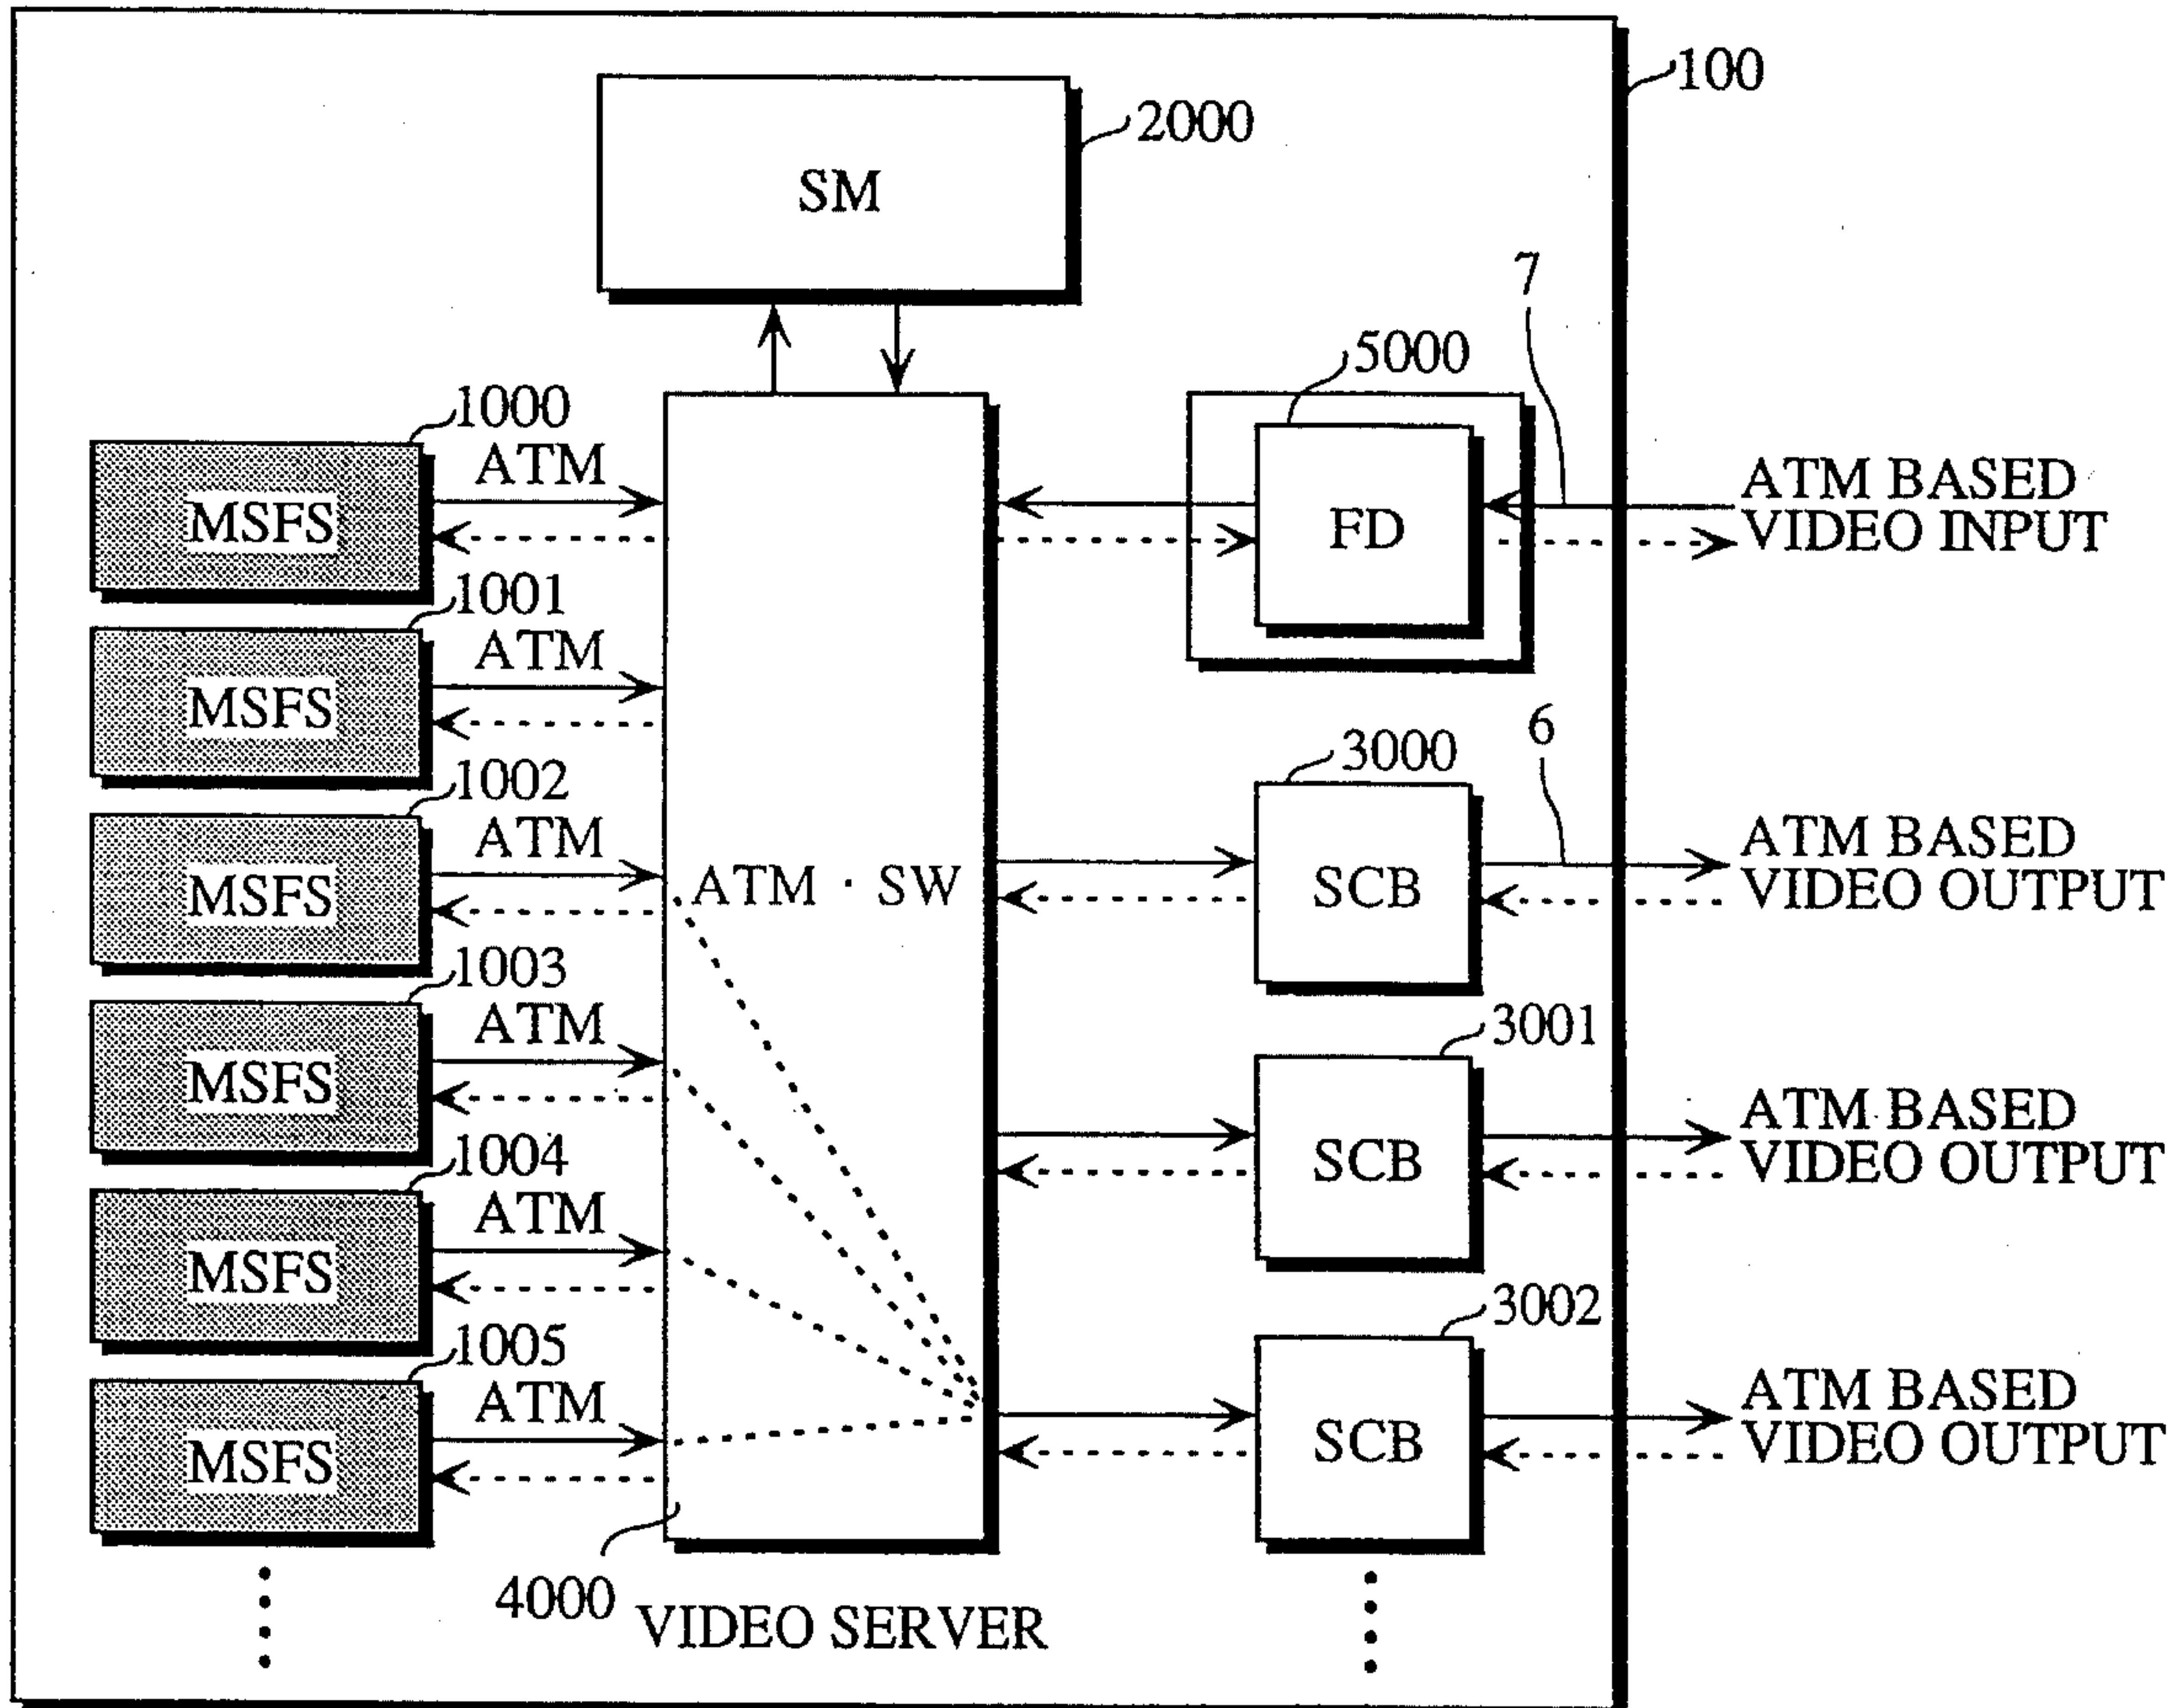 100
2000
SM
7
5000
1000
ATM
MSFS
FD
ATM BASED
VIDEO INPUT
1001
ATM
MSFS
1002
ATM
MSFS
ATM · SW
3000
6
SCB
ATM BASED
VIDEO OUTPUT
1003
ATM
MSFS
3001
SCB
ATM BASED
VIDEO OUTPUT
1004
ATM
MSFS
3002
SCB
ATM BASED
VIDEO OUTPUT
1005
ATM
MSFS
4000
VIDEO SERVER